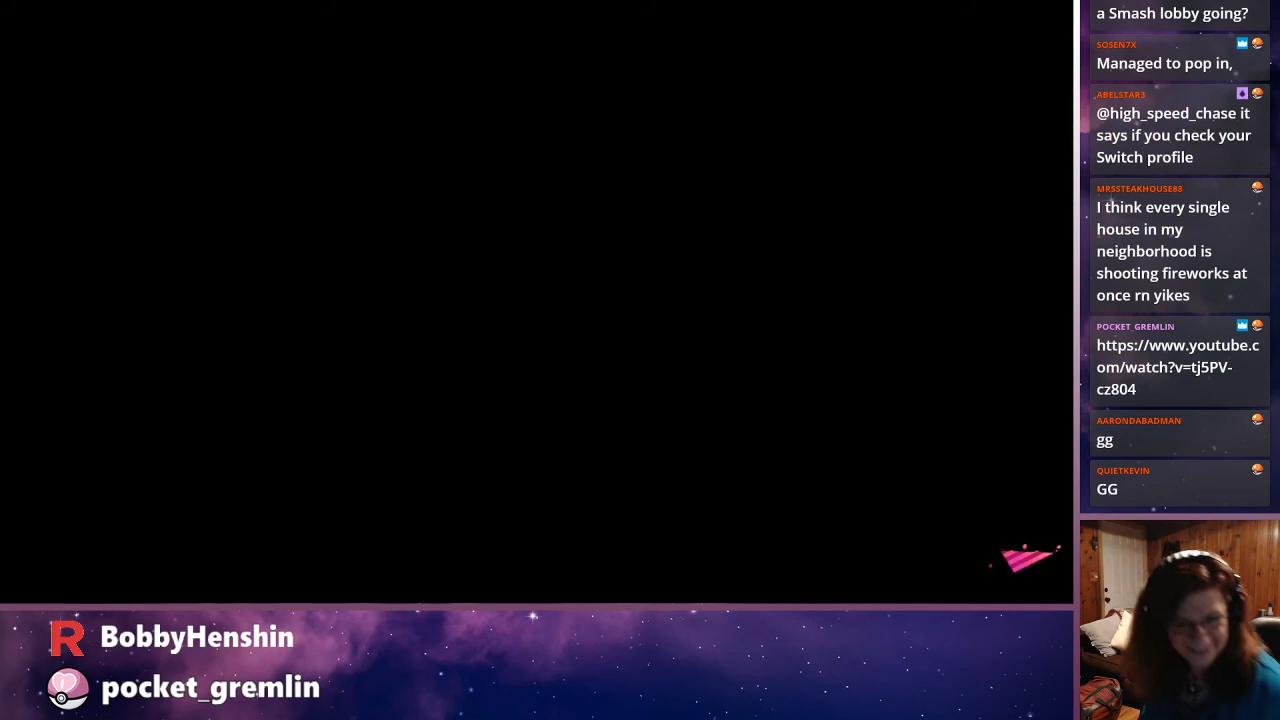 a Smash lobby going?
SOSEN7X
Managed to pop in,
ABELSTAR3
@high_speed_chase it
says if you check your
Switch profile
MRSSTEAKHOUSE88
I think every single
house in my
neighborhood is
shooting fireworks at
once rn yikes
POCKET_GREMLIN
https://www.youtube.c
om/watch?v=tj5PV-
cz804
AARONDABADMAN
gg
QUIETKEVIN
GG
R BobbyHenshin
pocket_gremlin